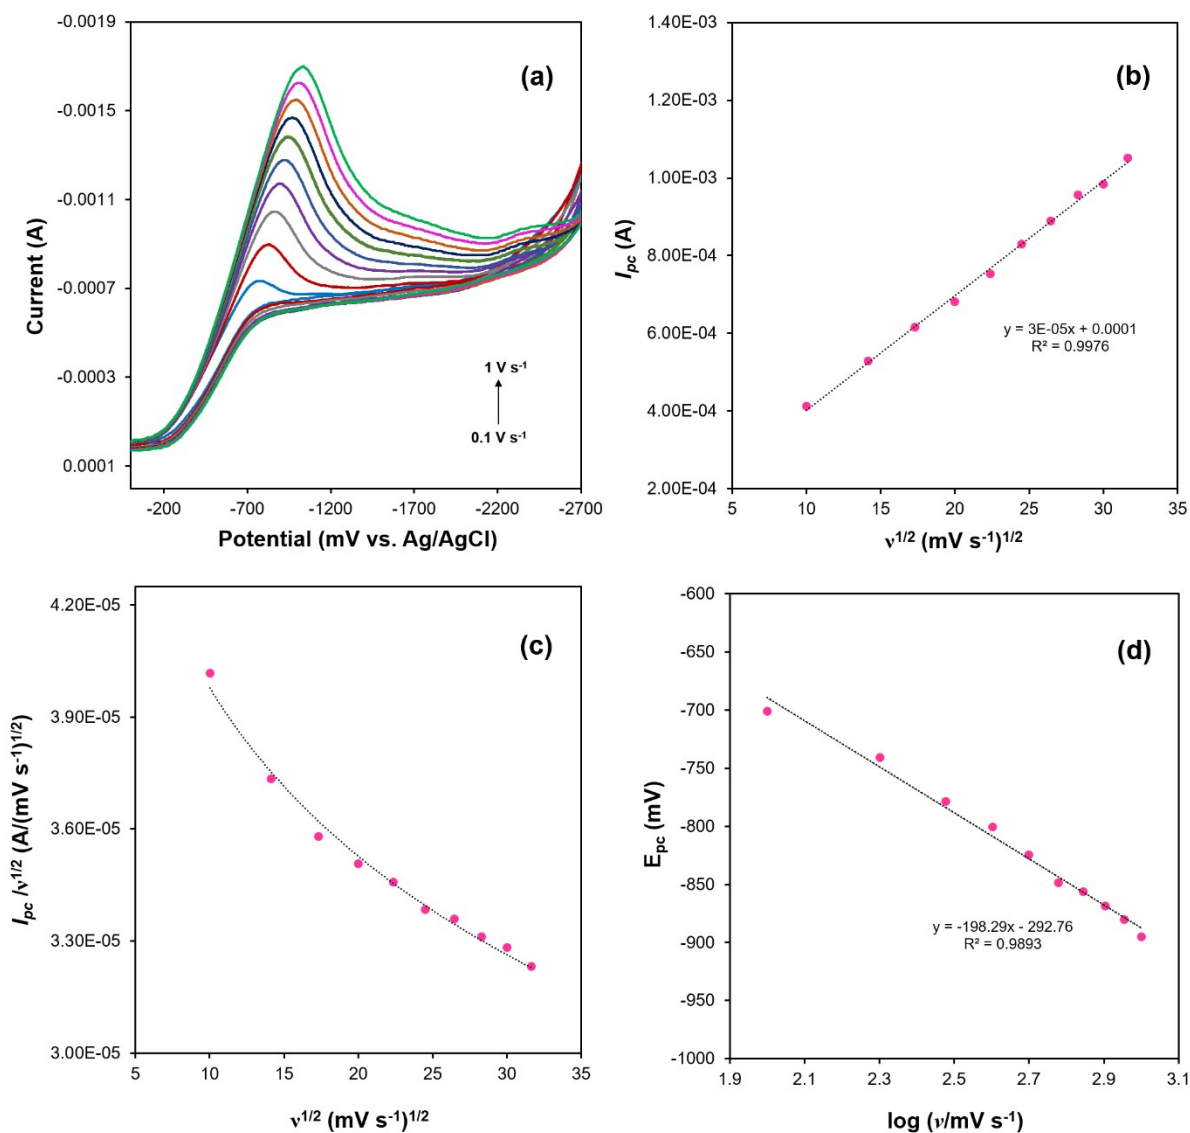 (a)
Current (A)
-0.0019
-0.0015
-0.0011
-0.0007
-0.0003
0.0001
1 V s⁻¹
0.1 V s⁻¹
-200 -700 -1200 -1700 -2200 -2700
Potential (mV vs. Ag/AgCl)
(b)
I_pc (A)
1.40E-03
1.20E-03
1.00E-03
8.00E-04
6.00E-04
4.00E-04
2.00E-04
y = 3E-05x + 0.0001
R² = 0.9976
5 10 15 20 25 30 35
ν^1/2 (mV s⁻¹)^1/2
(c)
I_pc /ν^1/2 (A/(mV s⁻¹)^1/2)
4.20E-05
3.90E-05
3.60E-05
3.30E-05
3.00E-05
5 10 15 20 25 30 35
ν^1/2 (mV s⁻¹)^1/2
(d)
E_pc (mV)
-600
-650
-700
-750
-800
-850
-900
-950
-1000
y = -198.29x - 292.76
R² = 0.9893
1.9 2.1 2.3 2.5 2.7 2.9 3.1
log (ν/mV s⁻¹)